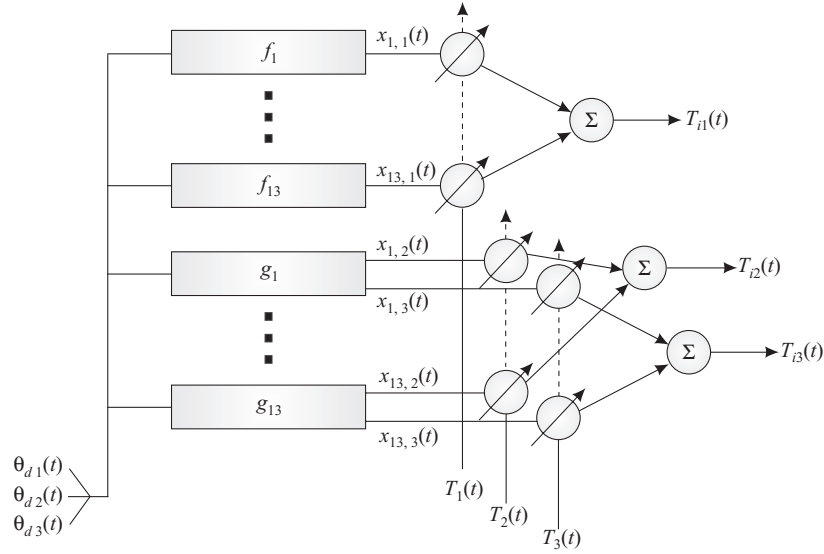 f1
x1, 1(t)
Σ
Ti1(t)
f13
x13, 1(t)
g1
x1, 2(t)
x1, 3(t)
Σ
Ti2(t)
Σ
Ti3(t)
g13
x13, 2(t)
x13, 3(t)
θd1(t)
θd2(t)
θd3(t)
T1(t)
T2(t)
T3(t)